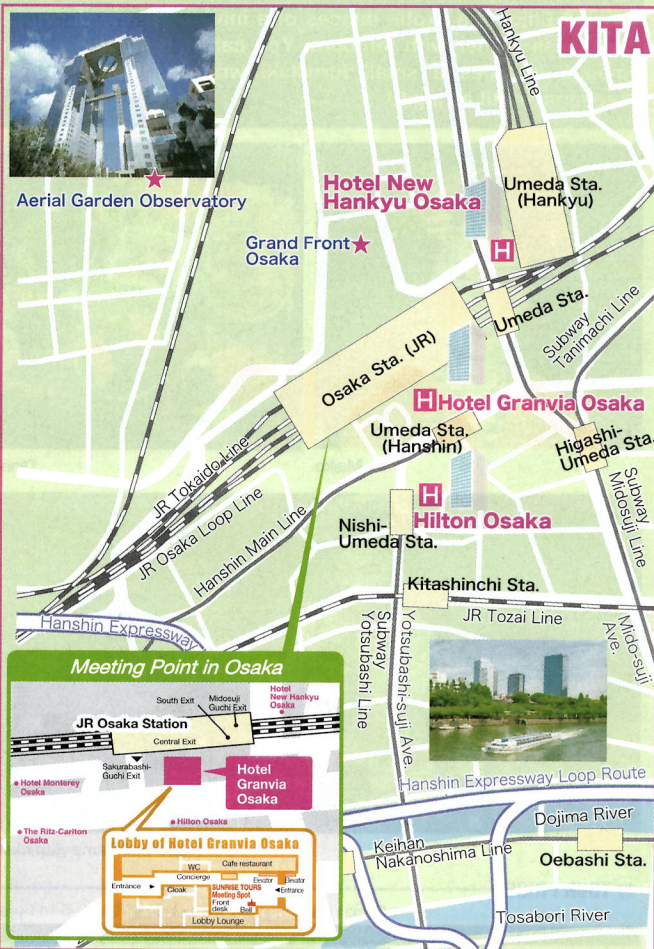 KITA
Hankyu Line
Aerial Garden Observatory
Hotel New
Hankyu Osaka
Umeda Sta.
(Hankyu)
H
Grand Front
Osaka
Umeda Sta.
Subway
Tanimachi Line
Osaka Sta. (JR)
H Hotel Granvia Osaka
Umeda Sta.
(Hanshin)
Higashi-
Umeda Sta.
JR Tokaido Line
JR Osaka Loop Line
Hanshin Main Line
H
Hilton Osaka
Nishi-
Umeda Sta.
Subway
Midosuji Line
Kitashinchi Sta.
JR Tozai Line
Mido-suji
Ave.
Hanshin Expressway
Subway
Yotsubashi Line
Yotsubashi-suji Ave.
Meeting Point in Osaka
JR Osaka Station
South Exit
Midosuji
Guchi Exit
Hotel
New Hankyu
Osaka
Central Exit
Sakurabashi-
Guchi Exit
Hotel
Granvia
Osaka
Hotel Monterey
Osaka
The Ritz-Carlton
Osaka
Hilton Osaka
Lobby of Hotel Granvia Osaka
WC
Cafe restaurant
Concierge
Elevator
Elevator
Entrance
Cloak
SUNRISE TOURS
Meeting Spot
Entrance
Front
desk
Bell
Lobby Lounge
Hanshin Expressway Loop Route
Dojima River
Keihan
Nakanoshima Line
Oebashi Sta.
Tosabori River